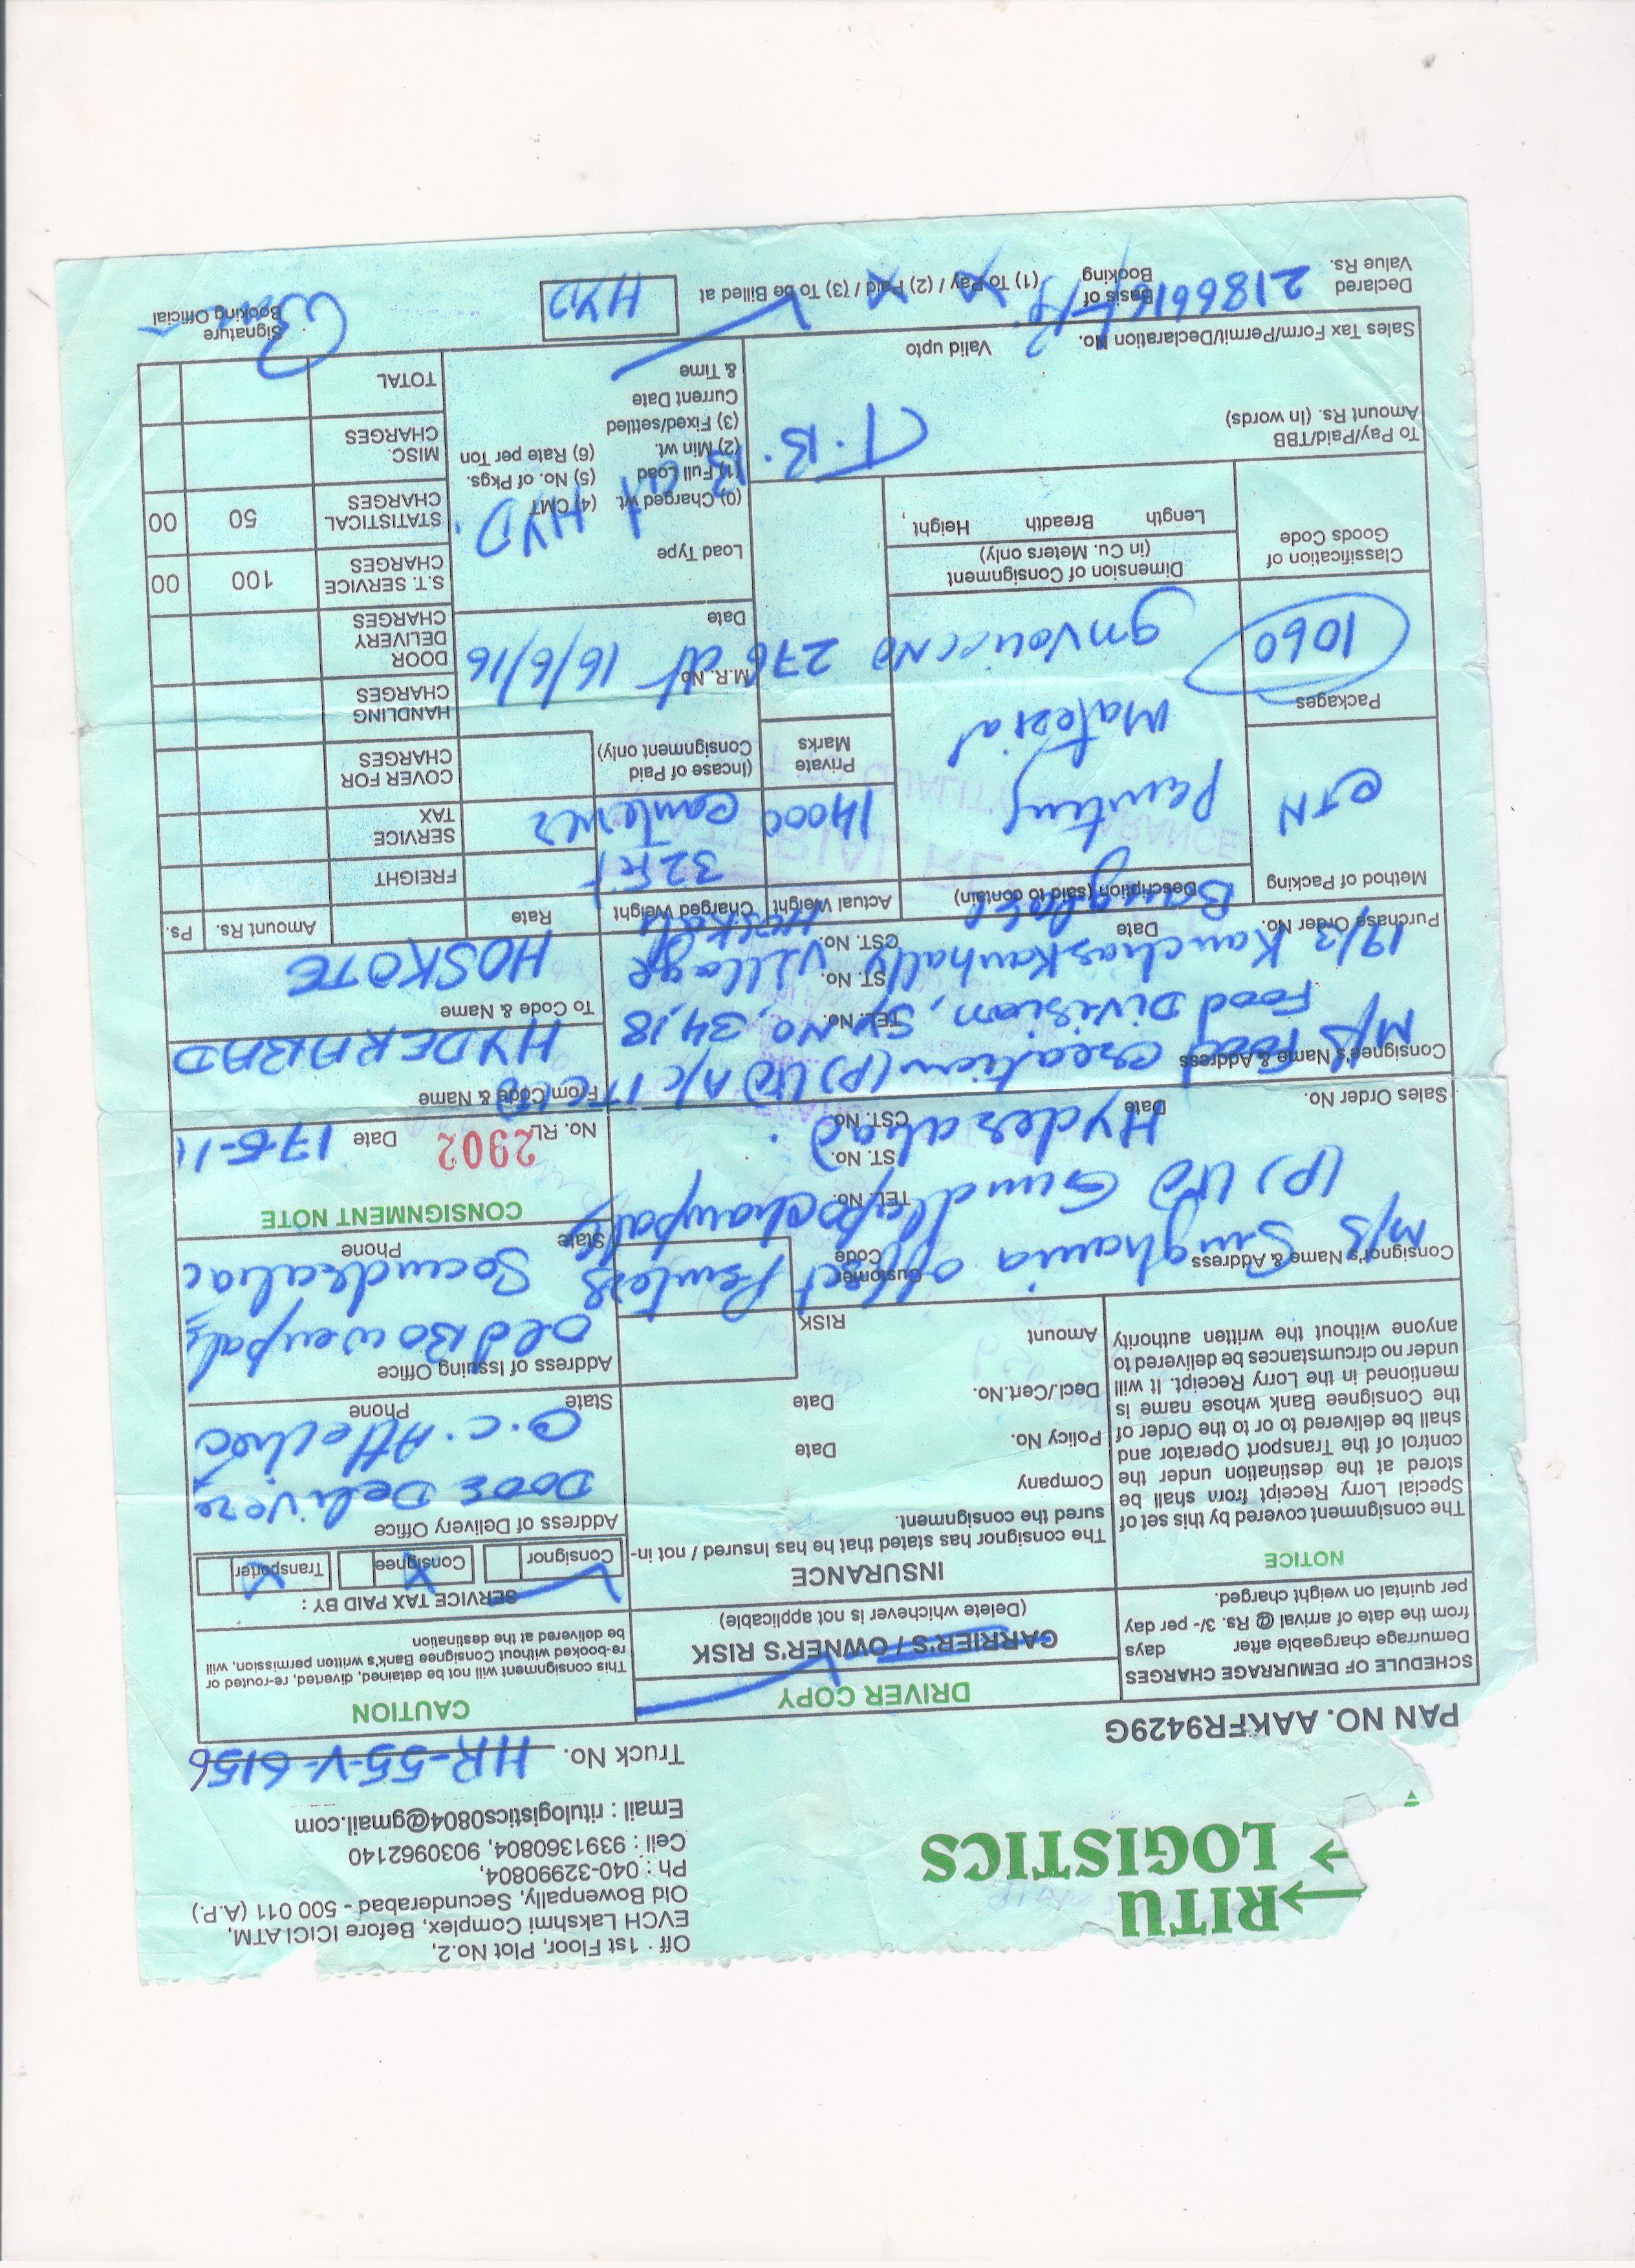 RITU
LOGISTICS
Off : 1st Floor, Plot No.2,
EVCH Lakshmi Complex, Before ICICI ATM,
Old Bowenpally, Secunderabad - 500 011 (A.P.)
Ph : 040-32990804,
Cell : 9391360804, 9030962140
Email : ritulogistics0804@gmail.com
Truck No. HR-55-V-6156
PAN NO. AAKFR9429G
SCHEDULE OF DEMURRAGE CHARGES
Demurrage chargeable after days
from the date of arrival @ Rs. 3/- per day
per quintal on weight charged.
NOTICE
The consignment covered by this set of
Special Lorry Receipt from shall be
stored at the destination under the
control of the Transport Operator and
shall be delivered to or to the Order of
the Consignee Bank whose name is
mentioned in the Lorry Receipt. It will
under no circumstances be delivered to
anyone without the written authority
DRIVER COPY
CARRIER'S / OWNER'S RISK
(Delete whichever is not applicable)
INSURANCE
The consignor has stated that he has Insured / not in-
sured the consignment.
Company
Policy No. Date
Decl./Cert.No. Date
Amount RISK
CAUTION
This consignment will not be detained, diverted, re-routed or
re-booked without Consignee Bank's written permission, will
be delivered at the destination
SERVICE TAX PAID BY :
Consignor Consignee Transporter
Address of Delivery Office
Door Delivery
C.C. Attached
State Phone
Address of Issuing Office
Old Bowenpally
Secundrabad
State Phone
Consignor's Name & Address Customer Code
M/S Singhania offset Printers
(P) Ltd Gundlapochampally
TEL. No.
ST. No.
Hyderabad.
CST. No.
Sales Order No. Date
CONSIGNMENT NOTE
No. RL 2902 Date 17-6-1
Consignee's Name & Address
M/S Food Creation (P) Ltd A/c ITC Ltd
Food Division, SY NO, 34,18
TEL. No.
ST. No.
19/3 Village
CST. No.
Hoskote
Purchase Order No. Date
Banglore
From Code & Name
HYDERABAD
To Code & Name
HOSKOTE
Method of Packing Description (said to contain) Actual Weight Charged Weight Rate Amount Rs. Ps.
CTN Printing Material 14000 32 Fit
Private Marks
(Incase of Paid
Consignment only)
Packages
1060
Invoice No 276 dt 16/6/16
M.R. No.
Date
FREIGHT
SERVICE TAX
COVER FOR CHARGES
HANDLING CHARGES
DOOR DELIVERY CHARGES
S.T. SERVICE CHARGES 100 00
STATISTICAL CHARGES 50 00
MISC. CHARGES
TOTAL
Classification of
Goods Code
Dimension of Consignment
(in Cu. Meters only)
Length Breadth Height
Load Type
(0) Charged wt. (4) CMT
(1) Full Load (5) No. of Pkgs.
(2) Min wt. (6) Rate per Ton
(3) Fixed/settled
Current Date
& Time
T.B.B at HYD.
To Pay/Paid/TBB
Amount Rs. (In words)
Sales Tax Form/Permit/Declaration No. Valid upto
Declared Value Rs. 2186616/-
Basis of Booking (1) To Pay / (2) Paid / (3) To be Billed at HYD
Signature
Booking Official